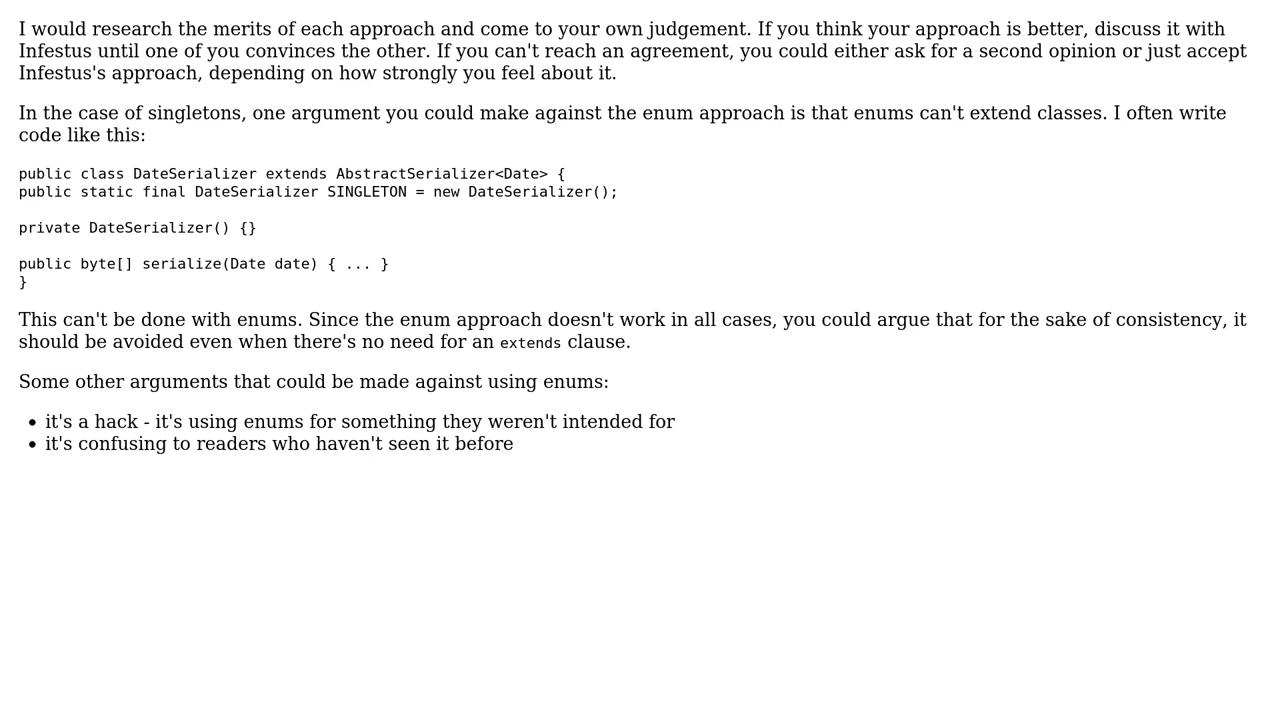 I would research the merits of each approach and come to your own judgement. If you think your approach is better, discuss it with
Infestus until one of you convinces the other. If you can't reach an agreement, you could either ask for a second opinion or just accept
Infestus's approach, depending on how strongly you feel about it.
In the case of singletons, one argument you could make against the enum approach is that enums can't extend classes. I often write
code like this:
public class DateSerializer extends AbstractSerializer<Date> {
public static final DateSerializer SINGLETON = new DateSerializer();
private DateSerializer() {}
public byte[] serialize(Date date) { ... }
}
This can't be done with enums. Since the enum approach doesn't work in all cases, you could argue that for the sake of consistency, it
should be avoided even when there's no need for an extends clause.
Some other arguments that could be made against using enums:
• it's a hack - it's using enums for something they weren't intended for
• it's confusing to readers who haven't seen it before